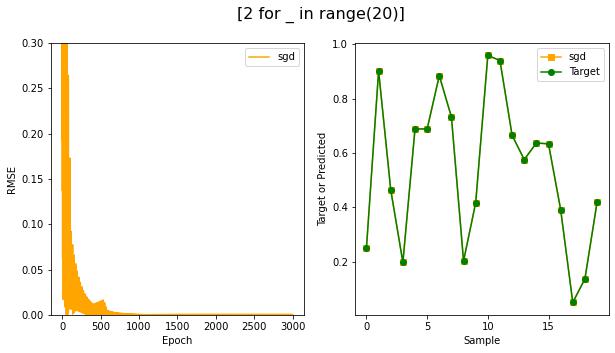 [2 for _ in range(20)]
RMSE
0.30
0.25
0.20
0.15
0.10
0.05
0.00
0 500 1000 1500 2000 2500 3000
Epoch
sgd
Target or Predicted
1.0
0.8
0.6
0.4
0.2
0 5 10 15
Sample
sgd
Target